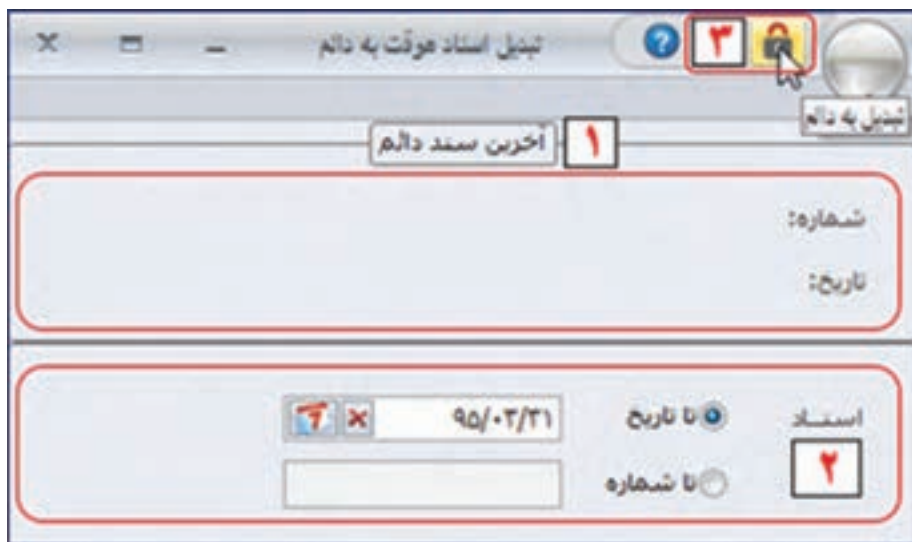 تبدیل اسناد موقت به دائم
۳
تبدیل به دائم
۱ آخرین سند دائم
شماره:
تاریخ:
اسناد تا تاریخ ۹۵/۰۳/۳۱
۲
تا شماره